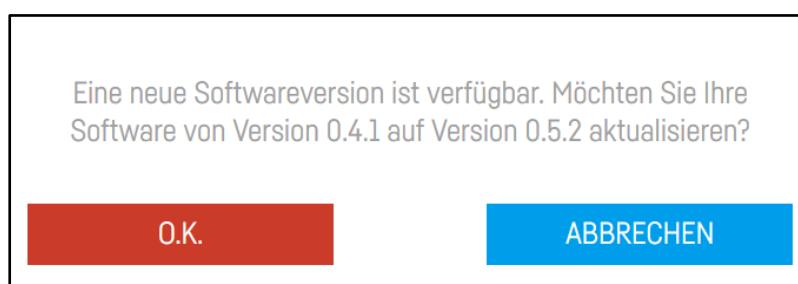 Eine neue Softwareversion ist verfügbar. Möchten Sie Ihre
Software von Version 0.4.1 auf Version 0.5.2 aktualisieren?
O.K.
ABBRECHEN